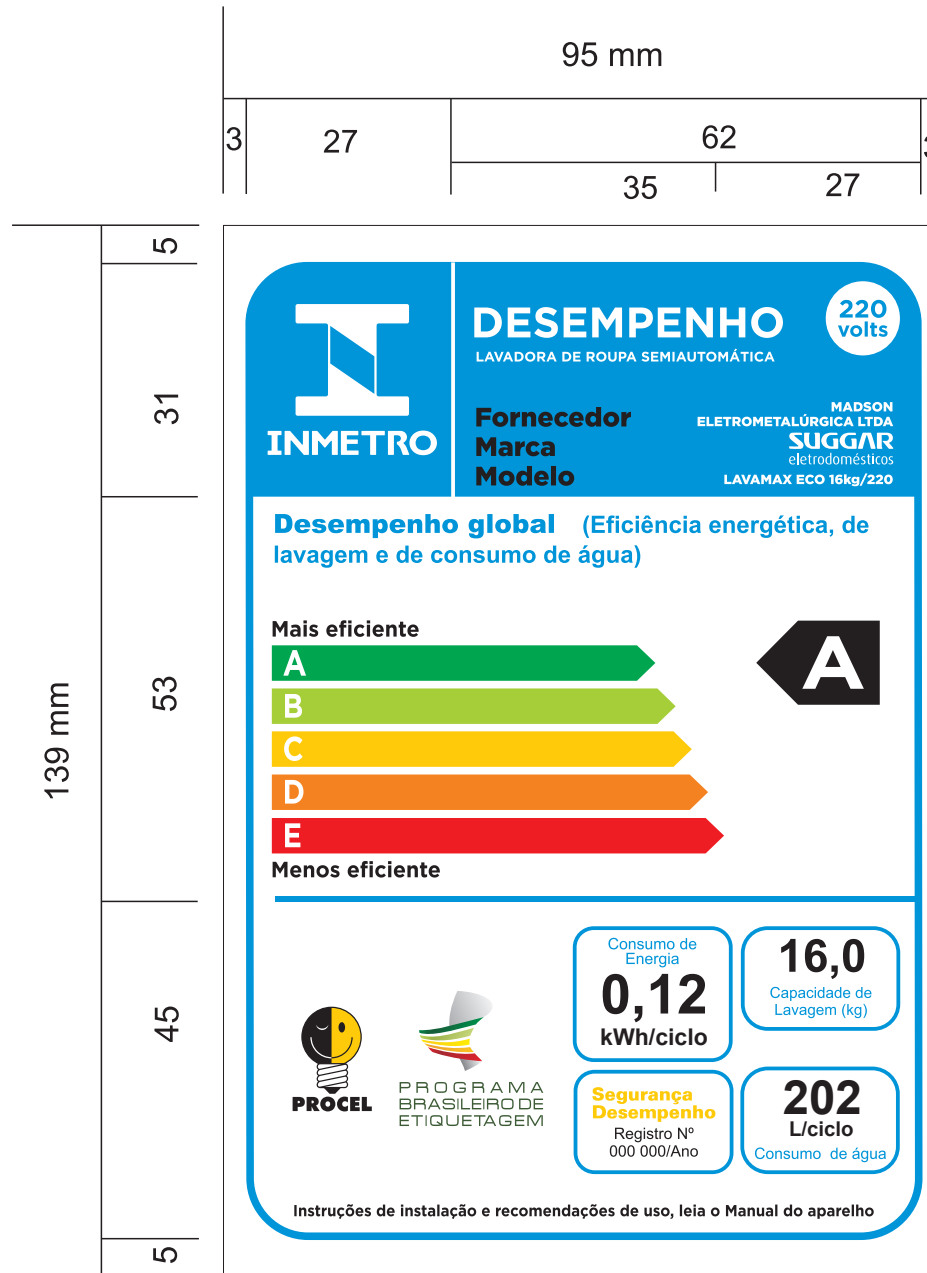 95 mm
3
27
62
3
35
27
5
31
53
139 mm
45
5
INMETRO
DESEMPENHO
LAVADORA DE ROUPA SEMIAUTOMÁTICA
220
volts
Fornecedor
Marca
Modelo
MADSON
ELETROMETALÚRGICA LTDA
SUGGAR
eletrodomésticos
LAVAMAX ECO 16kg/220
Desempenho global (Eficiência energética, de
lavagem e de consumo de água)
Mais eficiente
A
B
C
D
E
Menos eficiente
A
PROCEL
PROGRAMA
BRASILEIRO DE
ETIQUETAGEM
Consumo de
Energia
0,12
kWh/ciclo
16,0
Capacidade de
Lavagem (kg)
Segurança
Desempenho
Registro Nº
000 000/Ano
202
L/ciclo
Consumo de água
Instruções de instalação e recomendações de uso, leia o Manual do aparelho